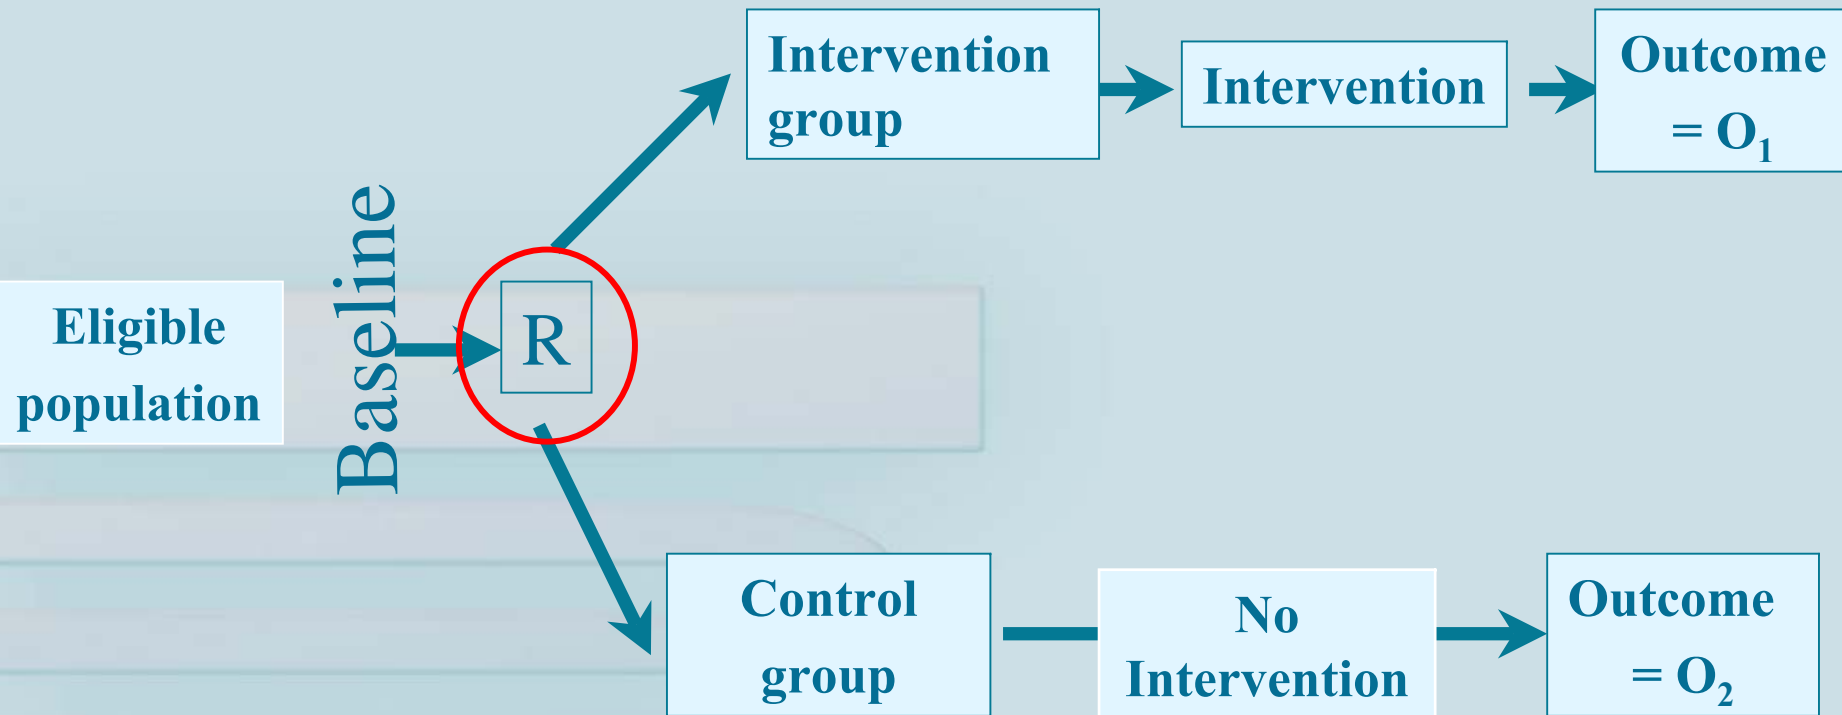 Eligible
population
Baseline
R
Intervention
group
Intervention
Outcome
= O₁
Control
group
No
Intervention
Outcome
= O₂